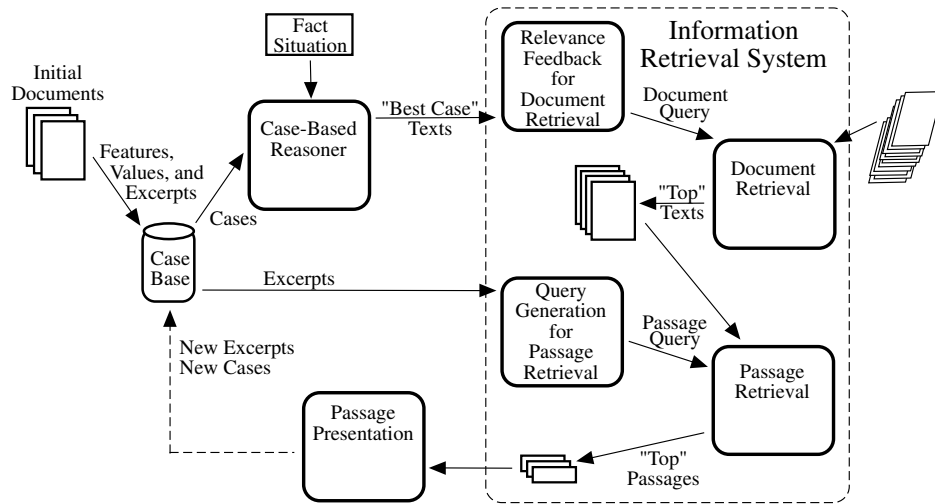 Fact
Situation
Information
Retrieval System
Initial
Documents
Features,
Values, and
Excerpts
Case-Based
Reasoner
"Best Case"
Texts
Relevance
Feedback
for
Document
Retrieval
Document
Query
Document
Retrieval
"Top"
Texts
Cases
Case
Base
Excerpts
Query
Generation
for
Passage
Retrieval
Passage
Query
Passage
Retrieval
New Excerpts
New Cases
Passage
Presentation
"Top"
Passages